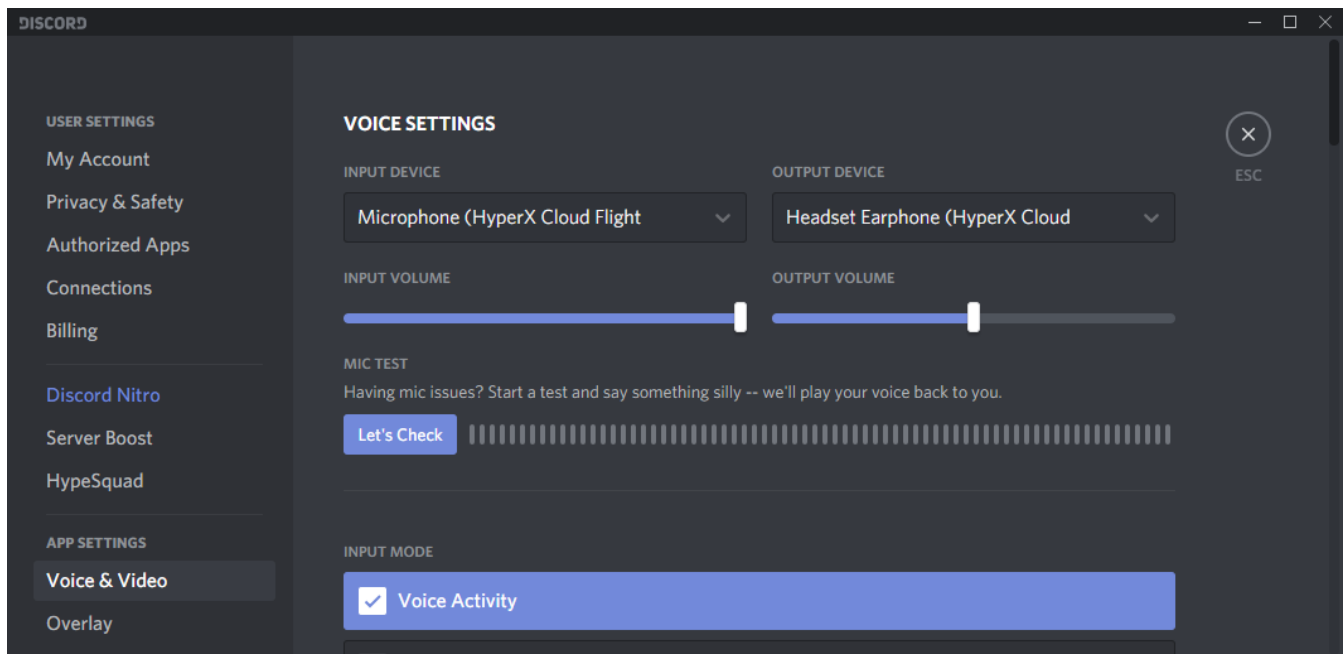 DISCORD
USER SETTINGS
My Account
Privacy & Safety
Authorized Apps
Connections
Billing
Discord Nitro
Server Boost
HypeSquad
APP SETTINGS
Voice & Video
Overlay
VOICE SETTINGS
ESC
INPUT DEVICE
OUTPUT DEVICE
Microphone (HyperX Cloud Flight
Headset Earphone (HyperX Cloud
INPUT VOLUME
OUTPUT VOLUME
MIC TEST
Having mic issues? Start a test and say something silly -- we'll play your voice back to you.
Let's Check
INPUT MODE
Voice Activity